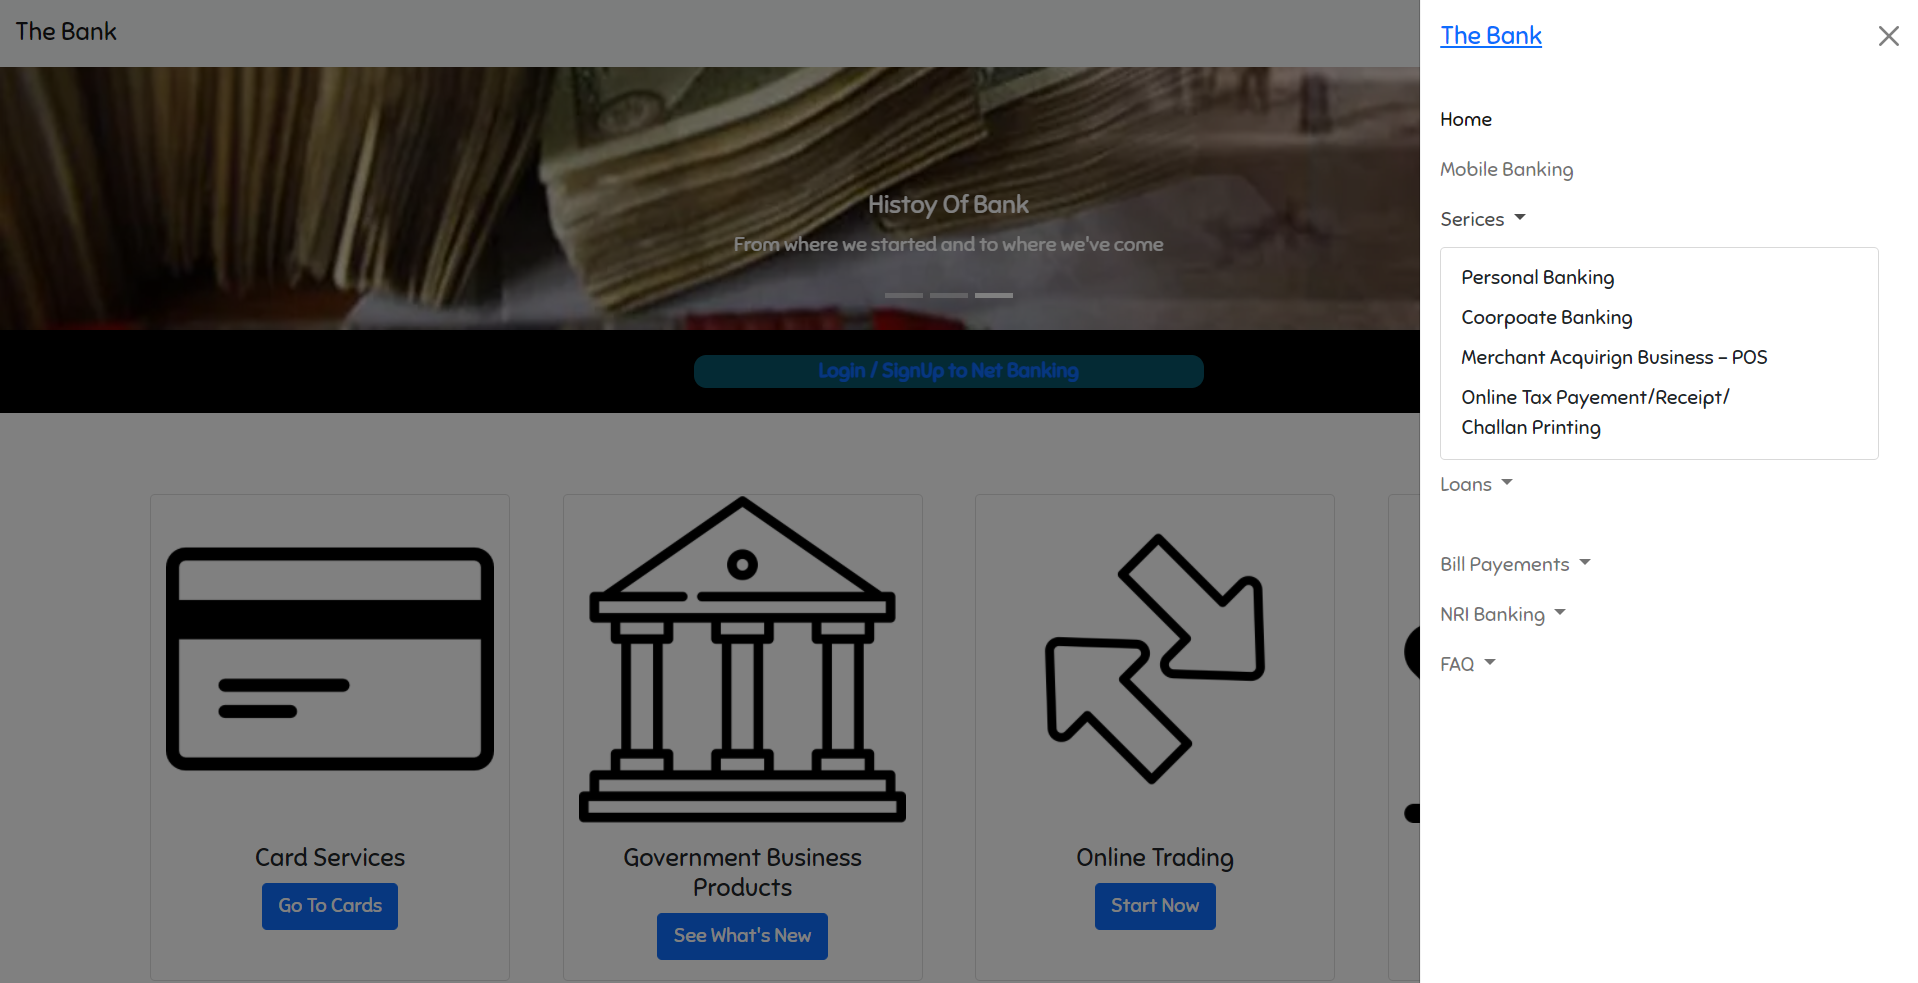 The Bank
Histoy Of Bank
From where we started and to where we've come
Login / SignUp to Net Banking
Card Services
Go To Cards
Government Business
Products
See What's New
Online Trading
Start Now
The Bank
Home
Mobile Banking
Serices
Personal Banking
Coorpoate Banking
Merchant Acquirign Business - POS
Online Tax Payement/Receipt/
Challan Printing
Loans
Bill Payements
NRI Banking
FAQ